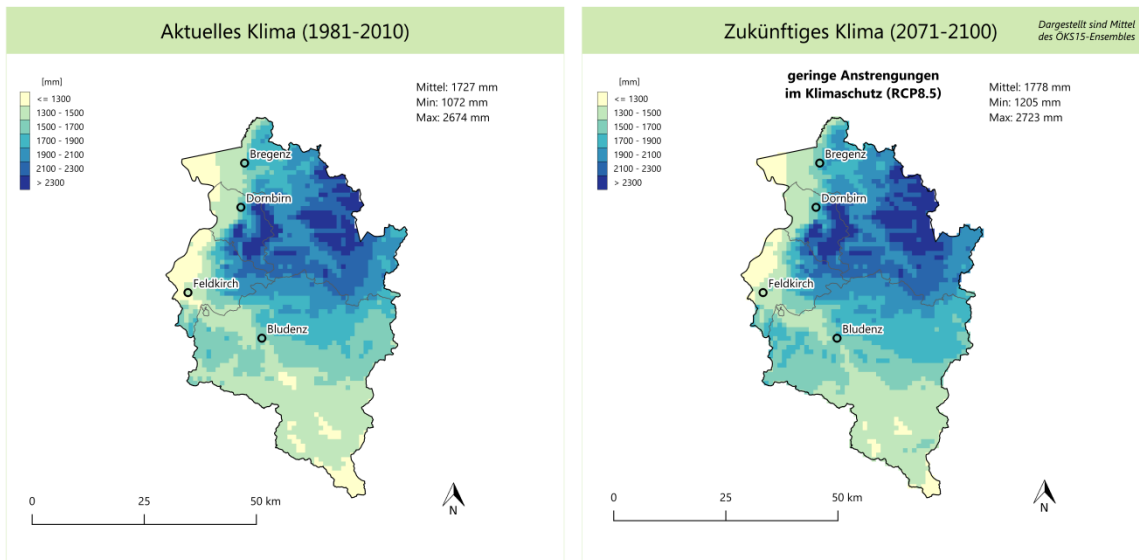 Aktuelles Klima (1981-2010)
[mm]
<= 1300
1300 - 1500
1500 - 1700
1700 - 1900
1900 - 2100
2100 - 2300
> 2300
Mittel: 1727 mm
Min: 1072 mm
Max: 2674 mm
Bregenz
Dornbirn
Feldkirch
Bludenz
0 25 50 km
N
Zukünftiges Klima (2071-2100)
Dargestellt sind Mittel
des ÖKS15-Ensembles
geringe Anstrengungen
im Klimaschutz (RCP8.5)
[mm]
<= 1300
1300 - 1500
1500 - 1700
1700 - 1900
1900 - 2100
2100 - 2300
> 2300
Mittel: 1778 mm
Min: 1205 mm
Max: 2723 mm
Bregenz
Dornbirn
Feldkirch
Bludenz
0 25 50 km
N